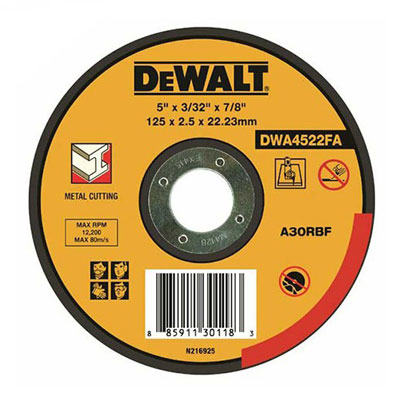 DEWALT
5" x 3/32" x 7/8"
125 x 2.5 x 22.23mm
DWA4522FA
METAL CUTTING
A30RBF
MAX RPM
12,200
MAX 80m/s
8 85911 30118 3
N216925